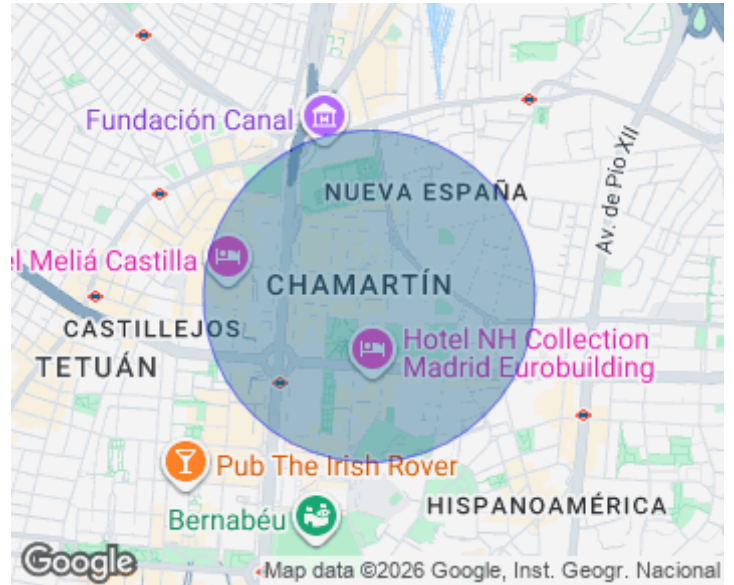 Fundación Canal
NUEVA ESPAÑA
Av. de Pío XII
el Meliá Castilla
CHAMARTÍN
CASTILLEJOS
TETUÁN
Hotel NH Collection
Madrid Eurobuilding
Pub The Irish Rover
Bernabéu
HISPANOAMÉRICA
Google
Map data ©2026 Google, Inst. Geogr. Nacional